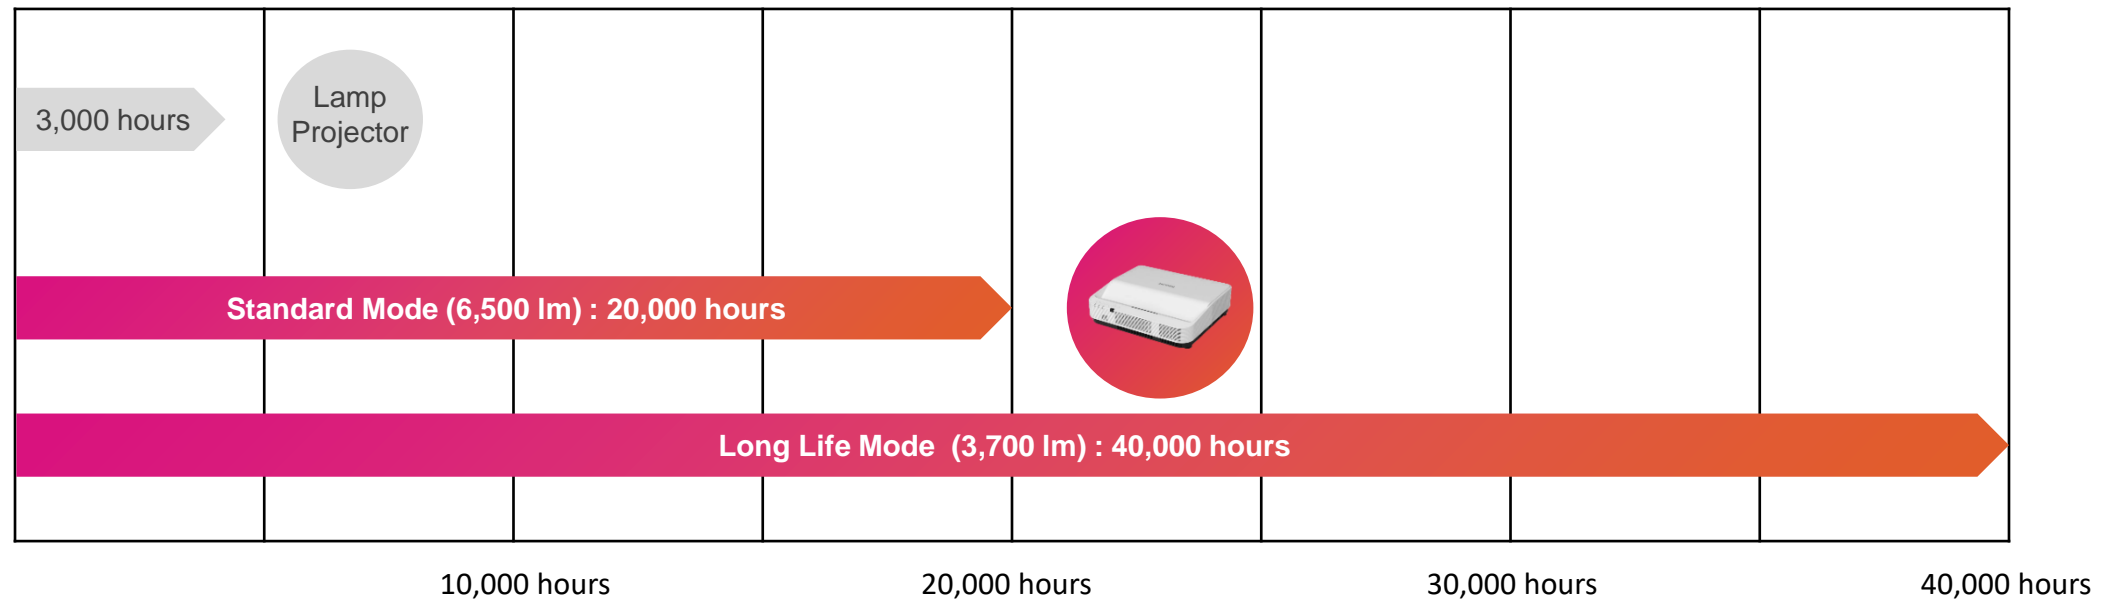 3,000 hours
Lamp
Projector
Standard Mode (6,500 lm) : 20,000 hours
Long Life Mode  (3,700 lm) : 40,000 hours
10,000 hours
20,000 hours
30,000 hours
40,000 hours